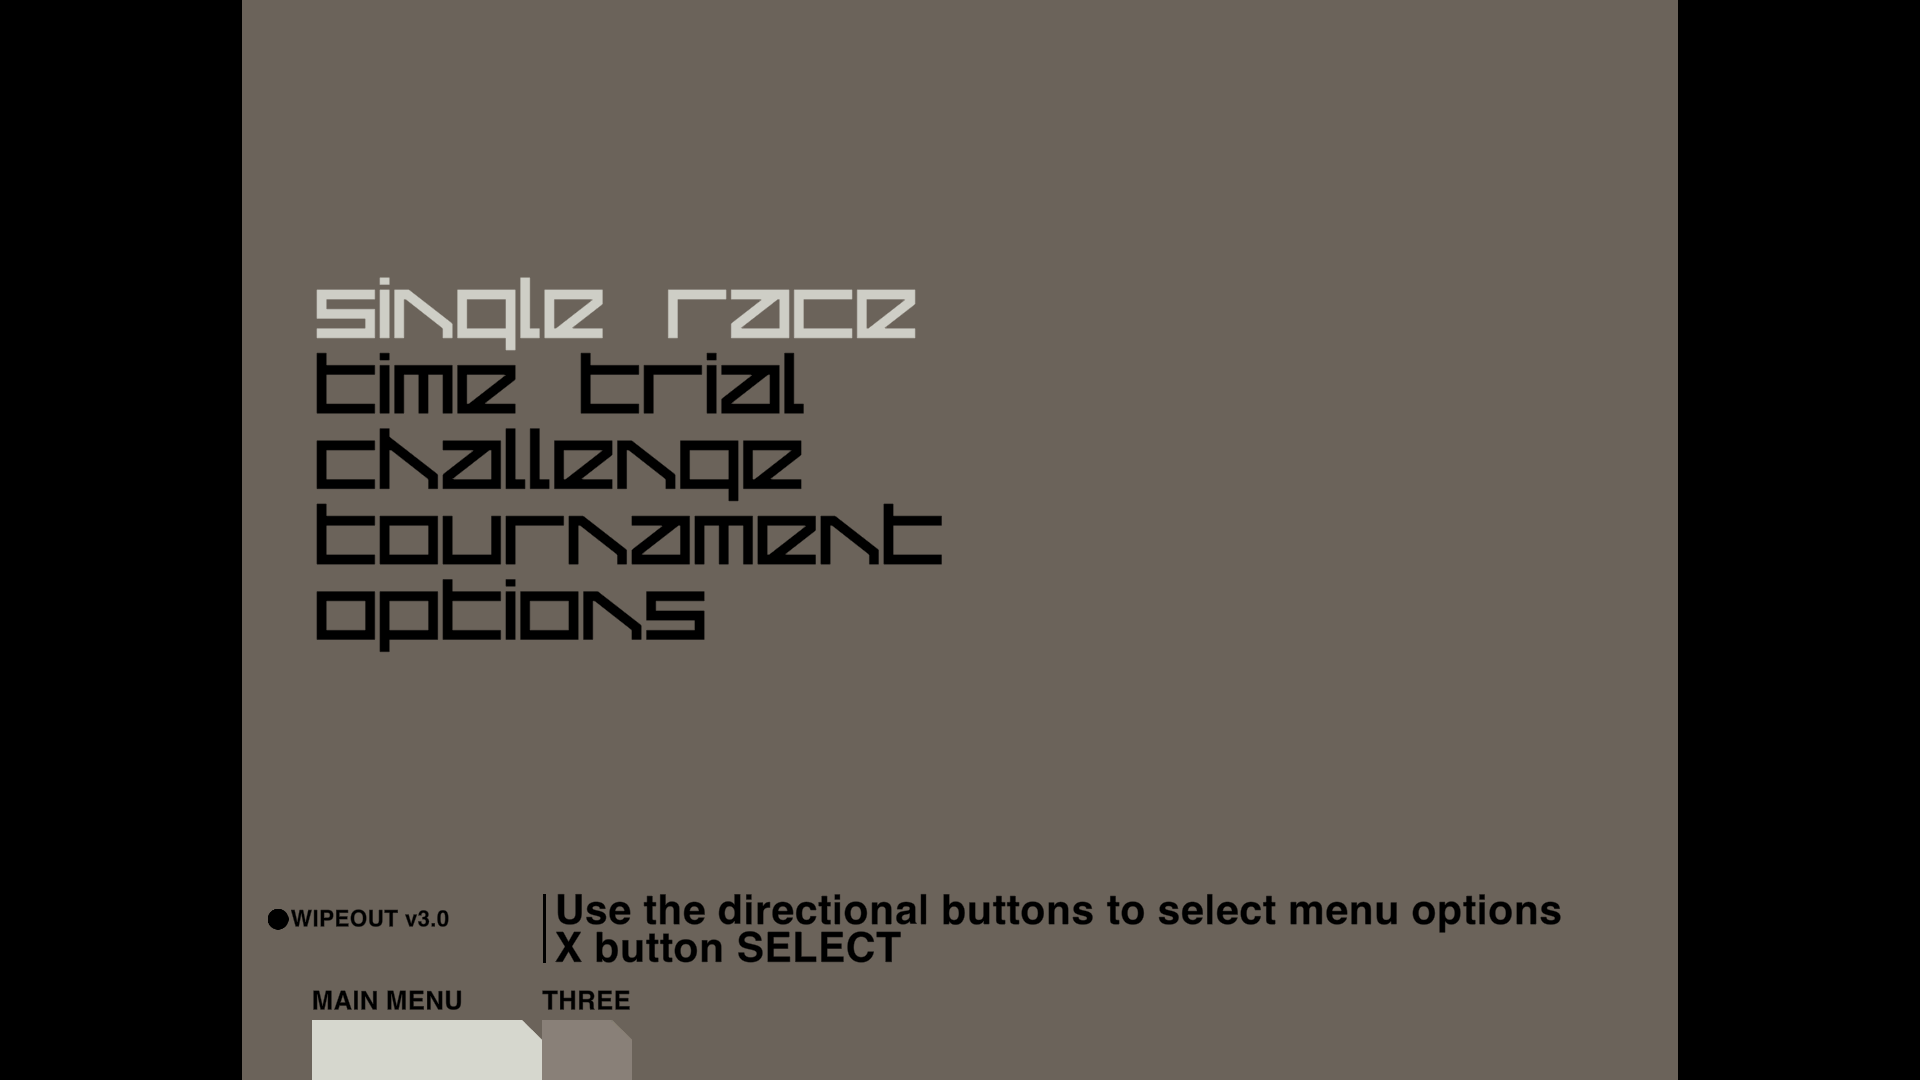 single race
time trial
challenge
tournament
options
WIPEOUT v3.0
Use the directional buttons to select menu options
X button SELECT
MAIN MENU
THREE